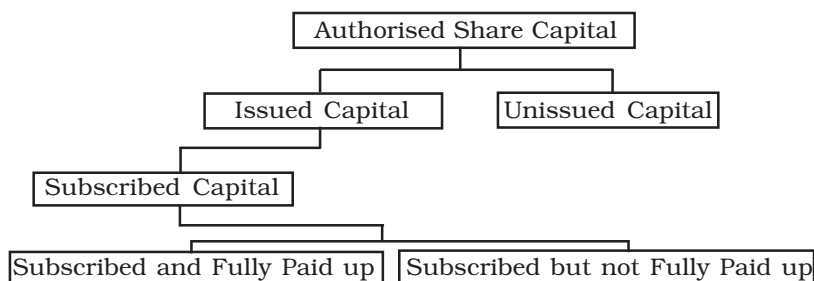 Authorised Share Capital
Issued Capital
Unissued Capital
Subscribed Capital
Subscribed and Fully Paid up
Subscribed but not Fully Paid up